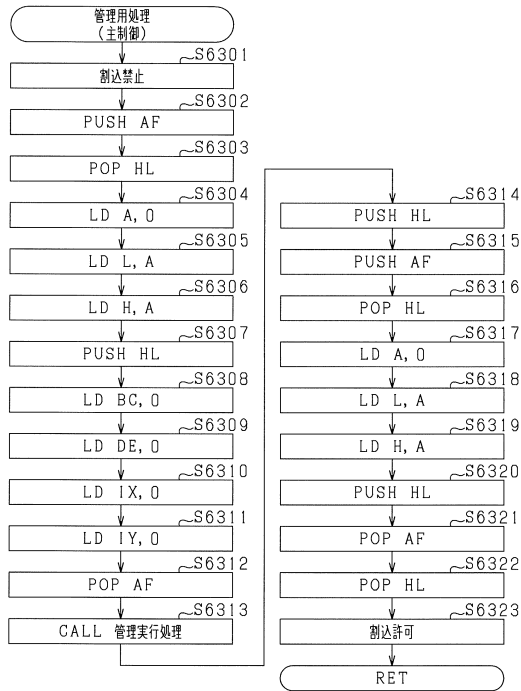 管理用処理
（主制御）
S6301
割込禁止
S6302
PUSH AF
S6303
POP HL
S6304
LD A, 0
S6305
LD L, A
S6306
LD H, A
S6307
PUSH HL
S6308
LD BC, 0
S6309
LD DE, 0
S6310
LD IX, 0
S6311
LD IY, 0
S6312
POP AF
S6313
CALL 管理実行処理
S6314
PUSH HL
S6315
PUSH AF
S6316
POP HL
S6317
LD A, 0
S6318
LD L, A
S6319
LD H, A
S6320
PUSH HL
S6321
POP AF
S6322
POP HL
S6323
割込許可
RET